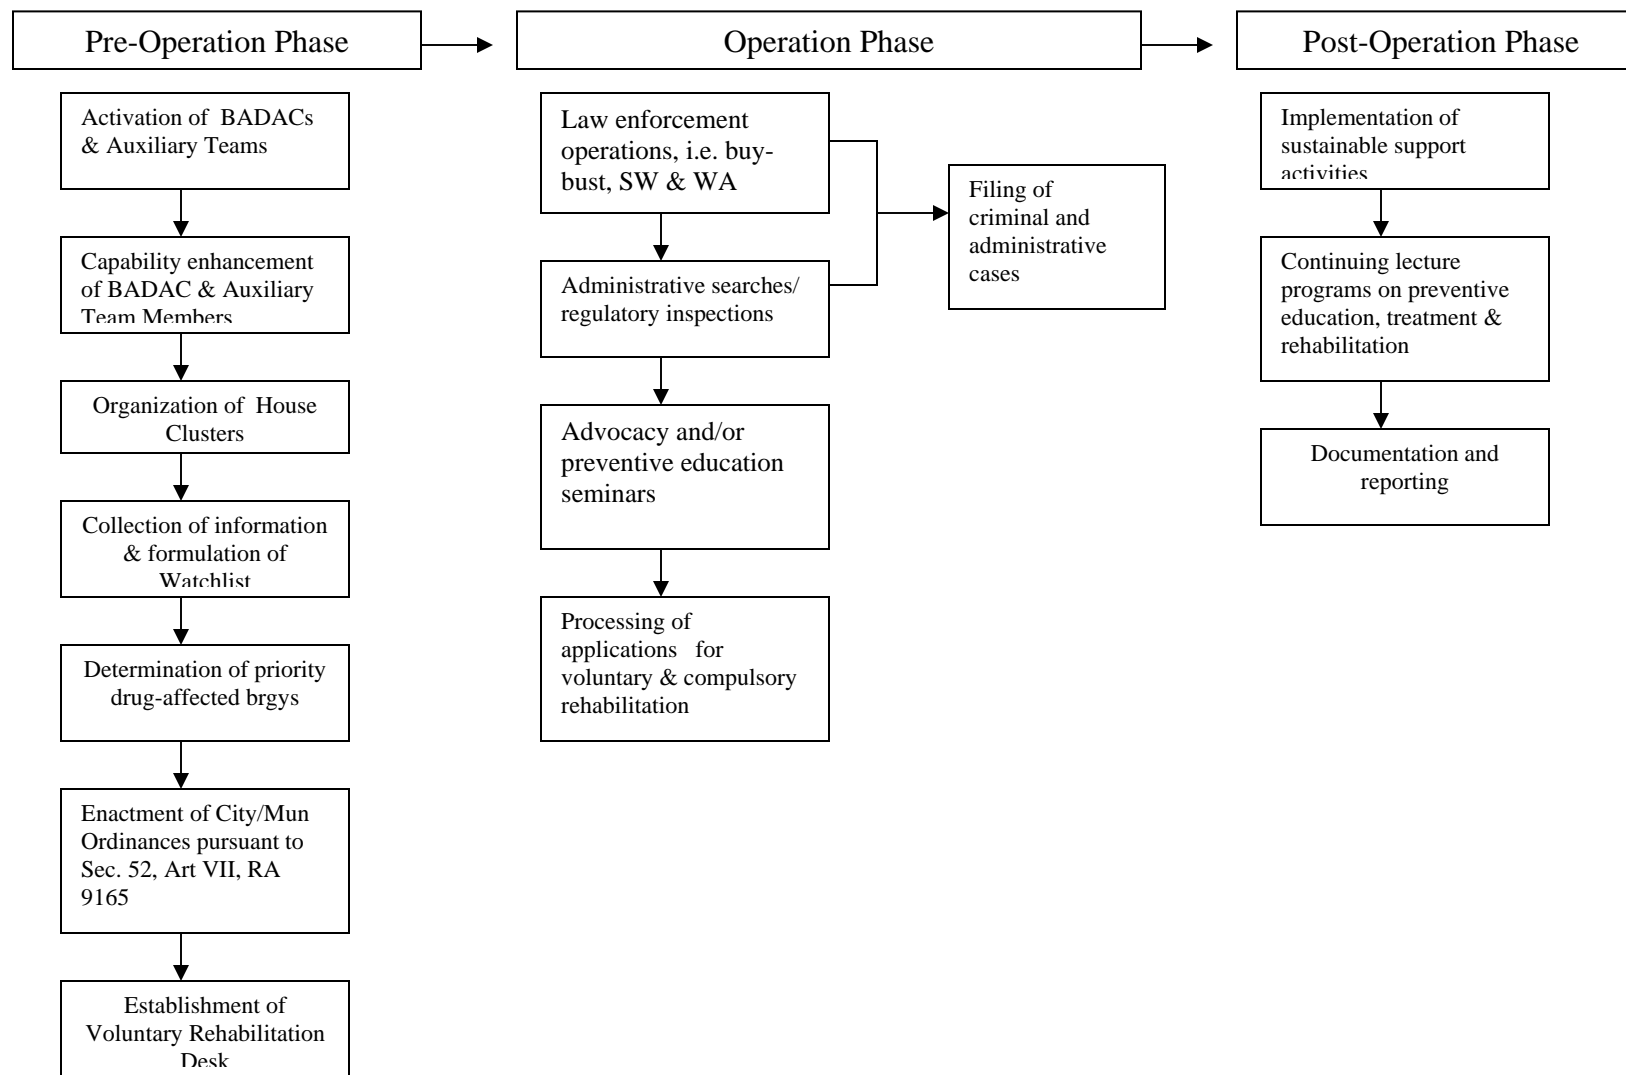 Pre-Operation Phase
Operation Phase
Post-Operation Phase
Activation of BADACs
& Auxiliary Teams
Capability enhancement
of BADAC & Auxiliary
Team Members
Organization of House
Clusters
Collection of information
& formulation of
Watchlist
Determination of priority
drug-affected brgys
Enactment of City/Mun
Ordinances pursuant to
Sec. 52, Art VII, RA
9165
Establishment of
Voluntary Rehabilitation
Desk
Law enforcement
operations, i.e. buy-
bust, SW & WA
Administrative searches/
regulatory inspections
Advocacy and/or
preventive education
seminars
Processing of
applications for
voluntary & compulsory
rehabilitation
Filing of
criminal and
administrative
cases
Implementation of
sustainable support
activities
Continuing lecture
programs on preventive
education, treatment &
rehabilitation
Documentation and
reporting